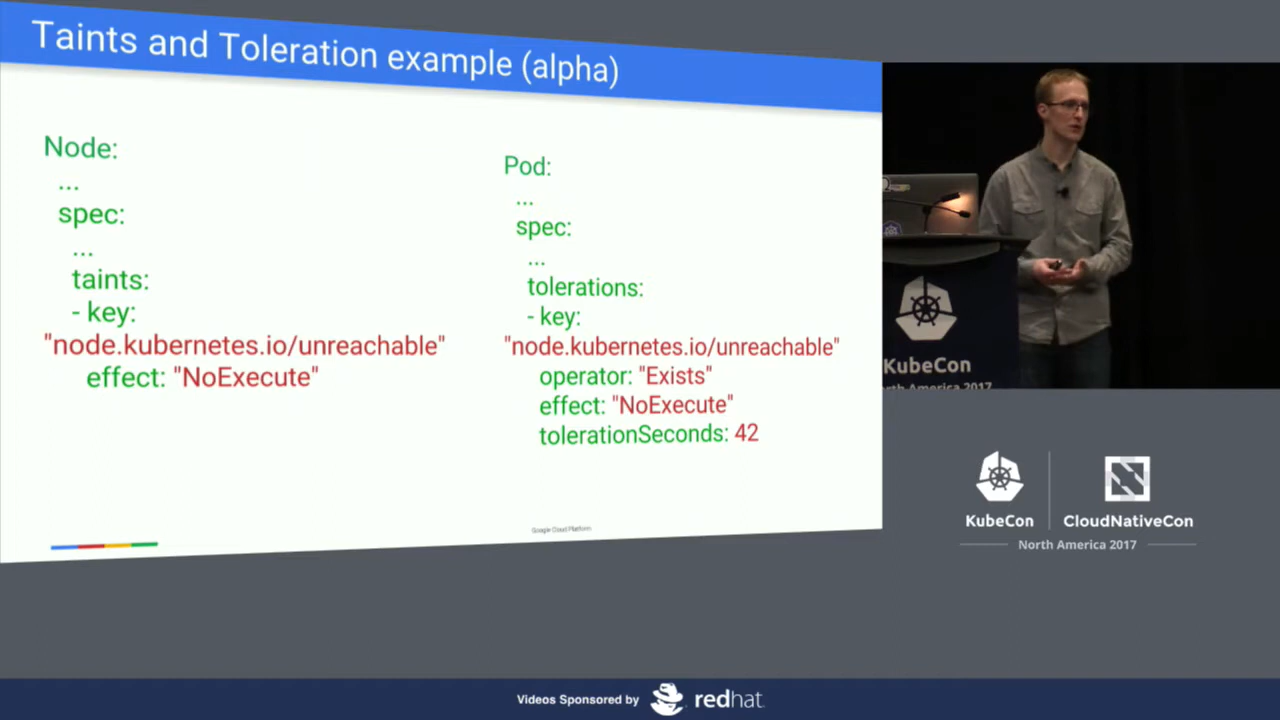 Taints and Toleration example (alpha)
Node:
...
spec:
...
taints:
- key:
"node.kubernetes.io/unreachable"
effect: "NoExecute"
Pod:
...
spec:
...
tolerations:
- key:
"node.kubernetes.io/unreachable"
operator: "Exists"
effect: "NoExecute"
tolerationSeconds: 42
Google Cloud Platform
KubeCon
North America 2017
KubeCon
CloudNativeCon
North America 2017
Videos Sponsored by
redhat